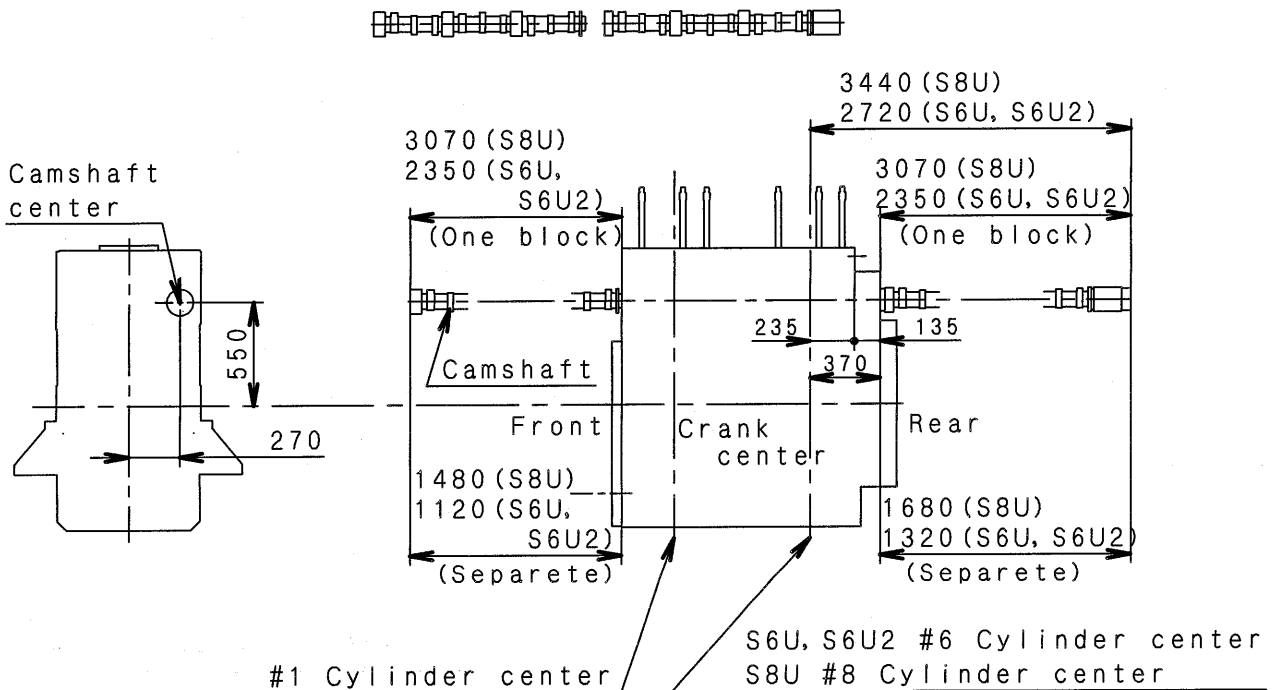 3440(S8U)
2720(S6U, S6U2)
3070(S8U)
2350(S6U,
S6U2)
(One block)
3070(S8U)
2350(S6U, S6U2)
(One block)
Camshaft
center
550
270
235
135
370
Camshaft
Front
Crank
center
Rear
1480(S8U)
1120(S6U,
S6U2)
(Separete)
1680(S8U)
1320(S6U, S6U2)
(Separete)
#1 Cylinder center
S6U, S6U2 #6 Cylinder center
S8U #8 Cylinder center